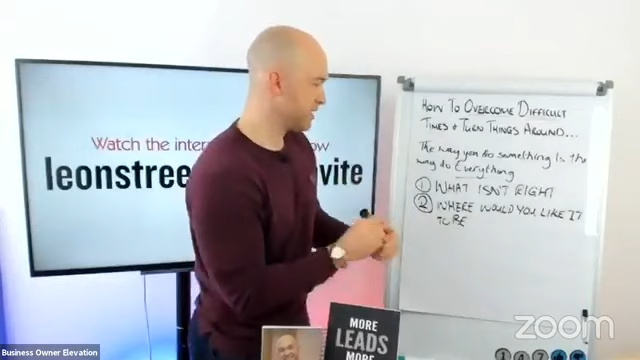 Watch the inter
ow
leonstree
vite
HOW TO OVERCOME DIFFICULT
TIMES & TURN THINGS AROUND...
The way you do something Is the
way to Everything
① WHAT ISN'T RIGHT
② WHERE WOULD YOU LIKE IT
TO BE
MORE
LEADS
MORE
zoom
Business Owner Elevation